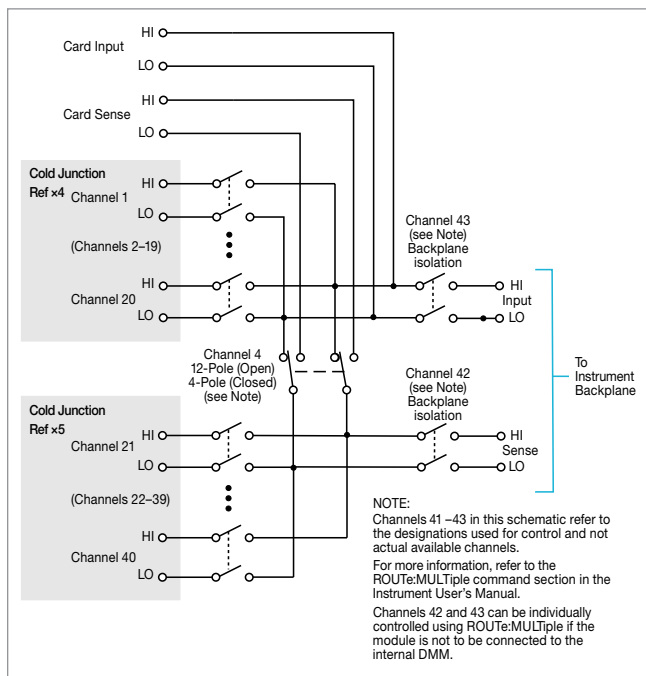 Card Input
HI
LO
Card Sense
HI
LO
Cold Junction
Ref ×4
Channel 1
HI
LO
(Channels 2–19)
Channel 20
HI
LO
Channel 43
(see Note)
Backplane
isolation
HI
Input
LO
Channel 4
12-Pole (Open)
4-Pole (Closed)
(see Note)
Channel 42
(see Note)
Backplane
isolation
To
Instrument
Backplane
Cold Junction
Ref ×5
Channel 21
HI
LO
HI
Sense
LO
(Channels 22–39)
Channel 40
HI
LO
NOTE:
Channels 41 –43 in this schematic refer to
the designations used for control and not
actual available channels.
For more information, refer to the
ROUTe:MULTiple command section in the
Instrument User's Manual.
Channels 42 and 43 can be individually
controlled using ROUTe:MULTiple if the
module is not to be connected to the
internal DMM.